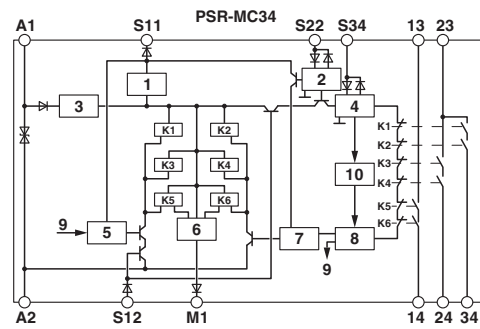 PSR-MC34
A1 S11 S22 S34 13 23
1 2
3 4
K1 K2 K1
K2
K3 K4 K3
10
K4
K5 K6 K5
9 5 6 7 8 K6
9
A2 S12 M1 14 24 34